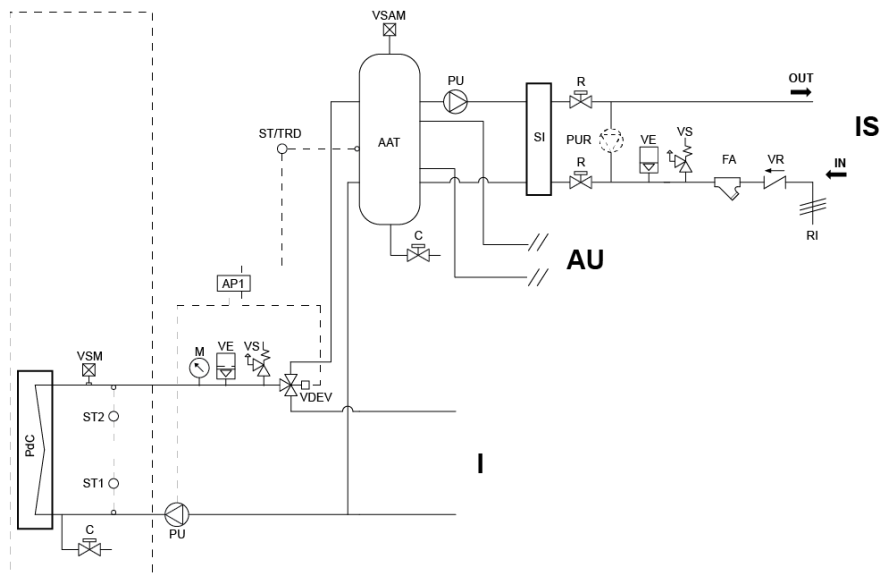 VSAM
PU
R
OUT
ST/TRD
AAT
SI
PUR
VE
VS
IS
FA
VR
IN
R
RI
C
AU
AP1
M
VE
VS
VSM
VDEV
ST2
PdC
I
ST1
C
PU